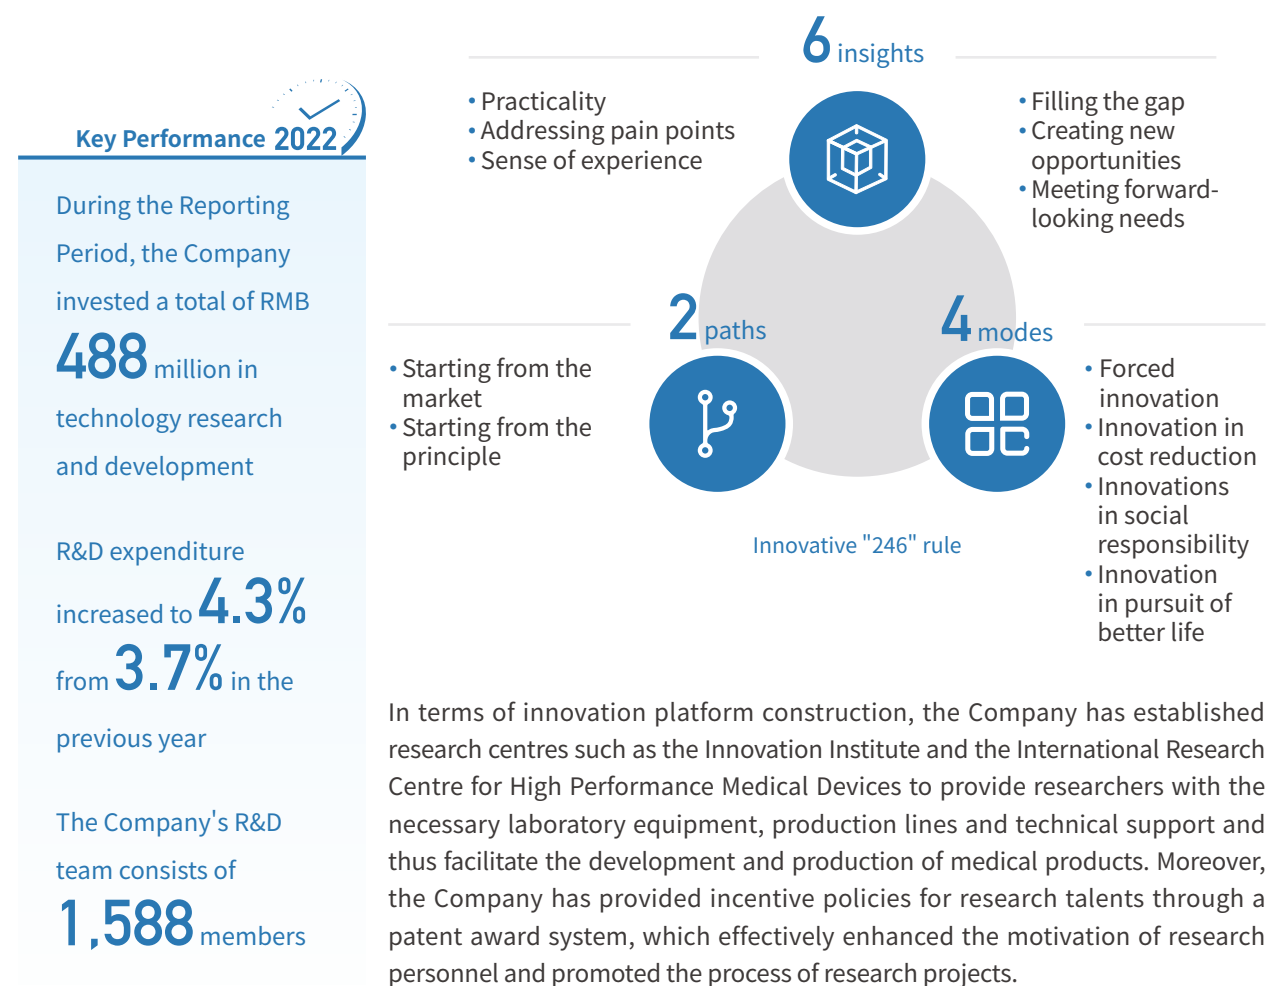 Key Performance 2022
During the Reporting
Period, the Company
invested a total of RMB
488 million in
technology research
and development
R&D expenditure
increased to 4.3%
from 3.7% in the
previous year
The Company's R&D
team consists of
1,588 members
6 insights
• Practicality
• Addressing pain points
• Sense of experience
• Filling the gap
• Creating new
opportunities
• Meeting forward-
looking needs
2 paths
• Starting from the
market
• Starting from the
principle
4 modes
• Forced
innovation
• Innovation in
cost reduction
• Innovations
in social
responsibility
• Innovation
in pursuit of
better life
Innovative "246" rule
In terms of innovation platform construction, the Company has established
research centres such as the Innovation Institute and the International Research
Centre for High Performance Medical Devices to provide researchers with the
necessary laboratory equipment, production lines and technical support and
thus facilitate the development and production of medical products. Moreover,
the Company has provided incentive policies for research talents through a
patent award system, which effectively enhanced the motivation of research
personnel and promoted the process of research projects.